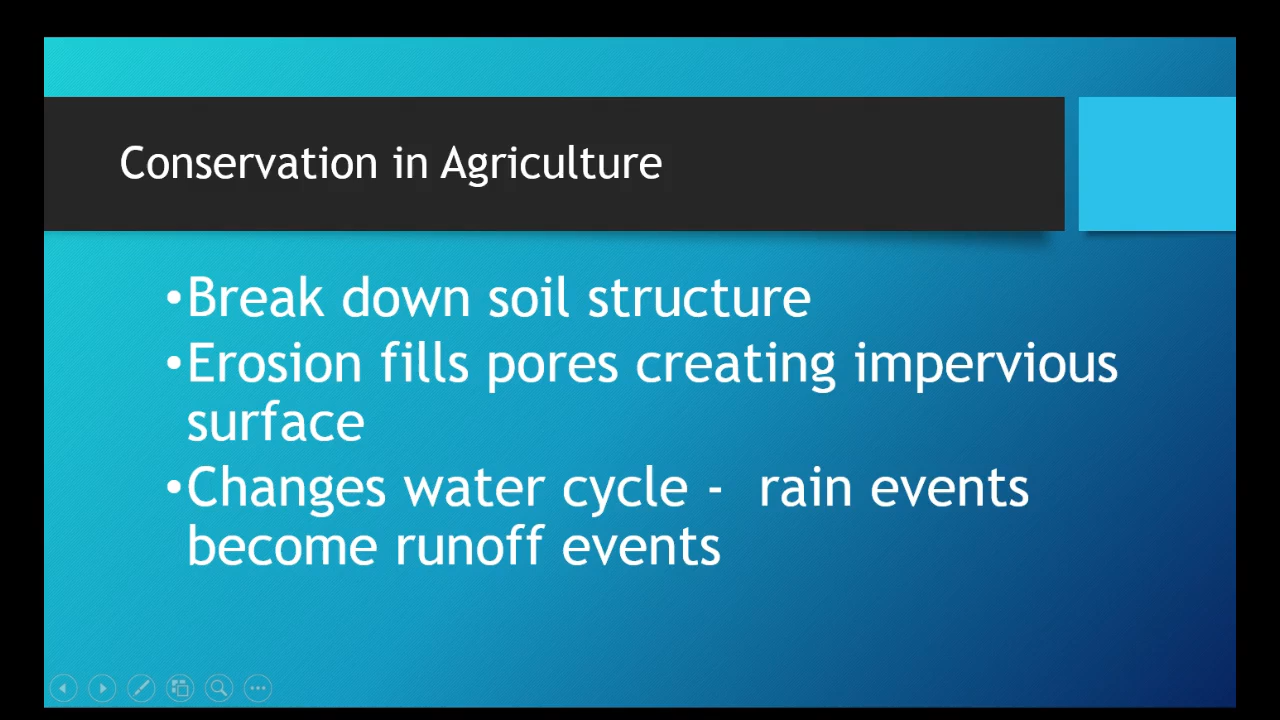 Conservation in Agriculture
•Break down soil structure
•Erosion fills pores creating impervious
surface
•Changes water cycle -  rain events
become runoff events